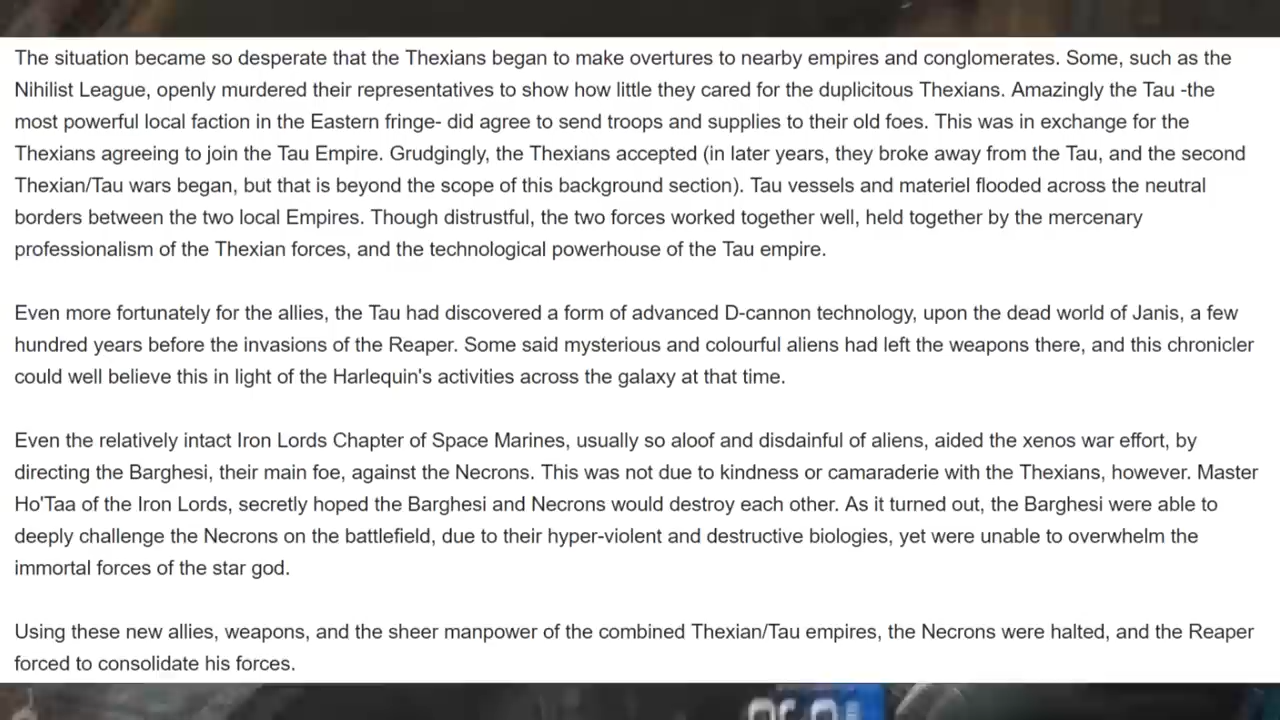 The situation became so desperate that the Thexians began to make overtures to nearby empires and conglomerates. Some, such as the
Nihilist League, openly murdered their representatives to show how little they cared for the duplicitous Thexians. Amazingly the Tau -the
most powerful local faction in the Eastern fringe- did agree to send troops and supplies to their old foes. This was in exchange for the
Thexians agreeing to join the Tau Empire. Grudgingly, the Thexians accepted (in later years, they broke away from the Tau, and the second
Thexian/Tau wars began, but that is beyond the scope of this background section). Tau vessels and materiel flooded across the neutral
borders between the two local Empires. Though distrustful, the two forces worked together well, held together by the mercenary
professionalism of the Thexian forces, and the technological powerhouse of the Tau empire.
Even more fortunately for the allies, the Tau had discovered a form of advanced D-cannon technology, upon the dead world of Janis, a few
hundred years before the invasions of the Reaper. Some said mysterious and colourful aliens had left the weapons there, and this chronicler
could well believe this in light of the Harlequin's activities across the galaxy at that time.
Even the relatively intact Iron Lords Chapter of Space Marines, usually so aloof and disdainful of aliens, aided the xenos war effort, by
directing the Barghesi, their main foe, against the Necrons. This was not due to kindness or camaraderie with the Thexians, however. Master
Ho'Taa of the Iron Lords, secretly hoped the Barghesi and Necrons would destroy each other. As it turned out, the Barghesi were able to
deeply challenge the Necrons on the battlefield, due to their hyper-violent and destructive biologies, yet were unable to overwhelm the
immortal forces of the star god.
Using these new allies, weapons, and the sheer manpower of the combined Thexian/Tau empires, the Necrons were halted, and the Reaper
forced to consolidate his forces.